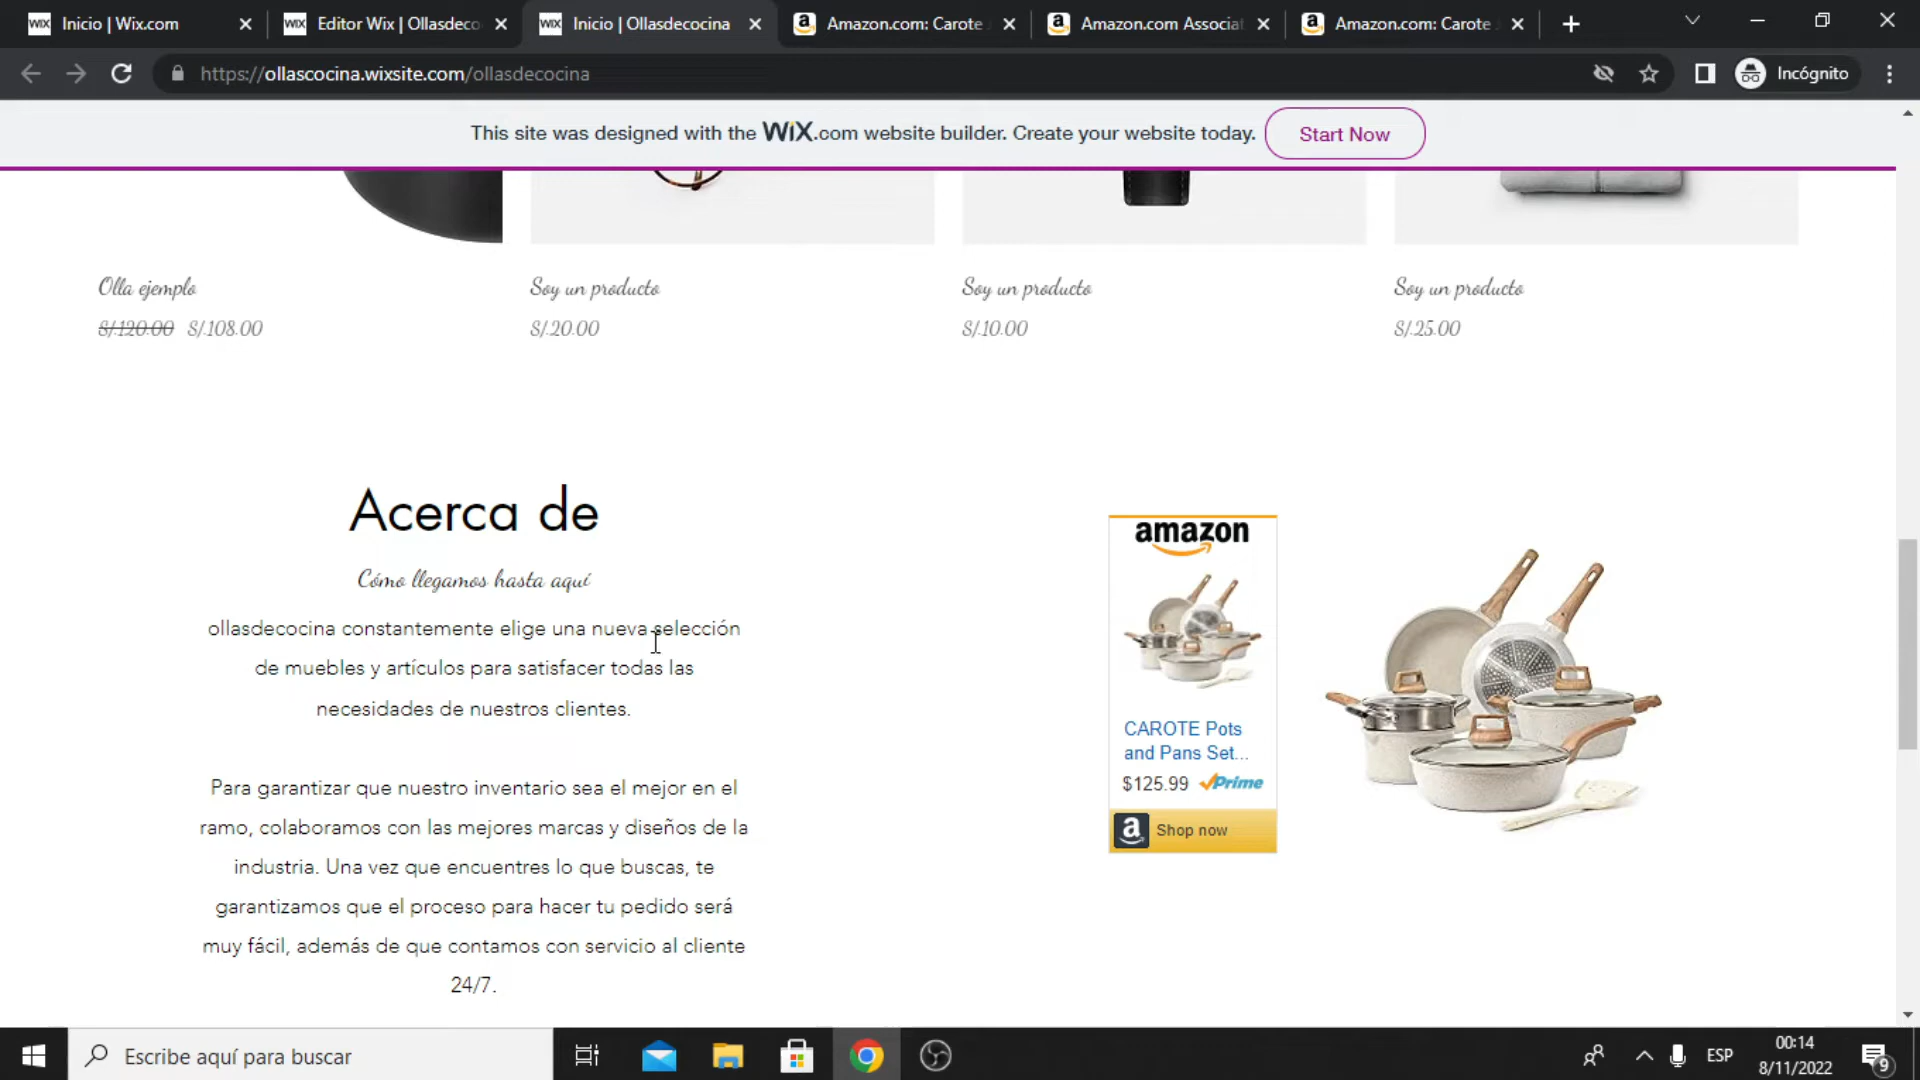 Inicio | Wix.com
Editor Wix | Ollasdeco
Inicio | Ollasdecocina
Amazon.com: Carote
Amazon.com Associa
Amazon.com: Carote
https://ollascocina.wixsite.com/ollasdecocina
Incógnito
This site was designed with the WiX.com website builder. Create your website today.
Start Now
Olla ejemplo
S/.120.00 S/.108.00
Soy un producto
S/.20.00
Soy un producto
S/.10.00
Soy un producto
S/.25.00
Acerca de
Cómo llegamos hasta aquí
ollasdecocina constantemente elige una nueva selección
de muebles y artículos para satisfacer todas las
necesidades de nuestros clientes.
Para garantizar que nuestro inventario sea el mejor en el
ramo, colaboramos con las mejores marcas y diseños de la
industria. Una vez que encuentres lo que buscas, te
garantizamos que el proceso para hacer tu pedido será
muy fácil, además de que contamos con servicio al cliente
24/7.
amazon
CAROTE Pots
and Pans Set...
$125.99 Prime
Shop now
Escribe aquí para buscar
ESP
00:14
8/11/2022
9